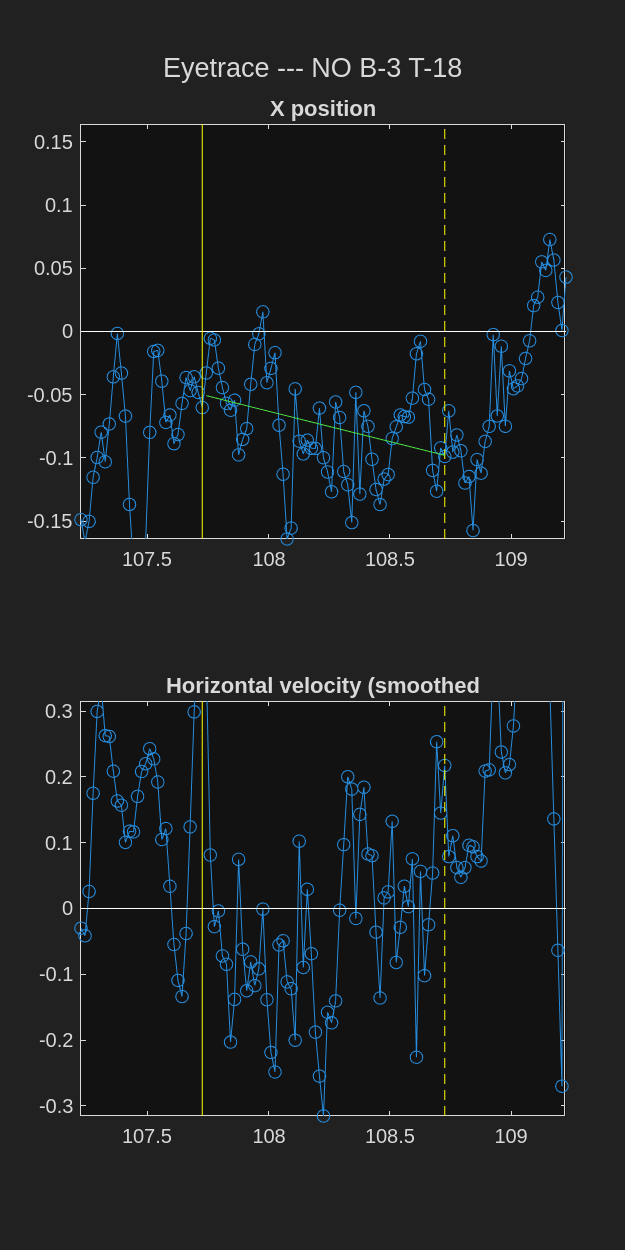 Eyetrace --- NO B-3 T-18
X position
0.15
0.1
0.05
0
-0.05
-0.1
-0.15
107.5 108 108.5 109
Horizontal velocity (smoothed
0.3
0.2
0.1
0
-0.1
-0.2
-0.3
107.5 108 108.5 109